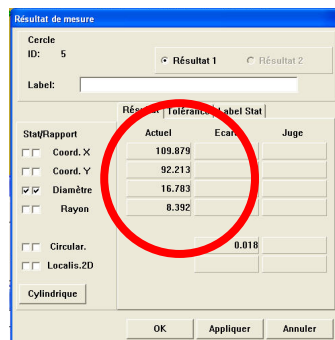 Résultat de mesure
Cercle
ID: 5
Résultat 1 Résultat 2
Label:
Tolérance Label Stat
Stat/Rapport Actuel Ecart Juge
Coord. X 109.879
Coord. Y 92.213
Diamètre 16.783
Rayon 8.392
Circular. 0.018
Localis.2D
Cylindrique
OK Appliquer Annuler